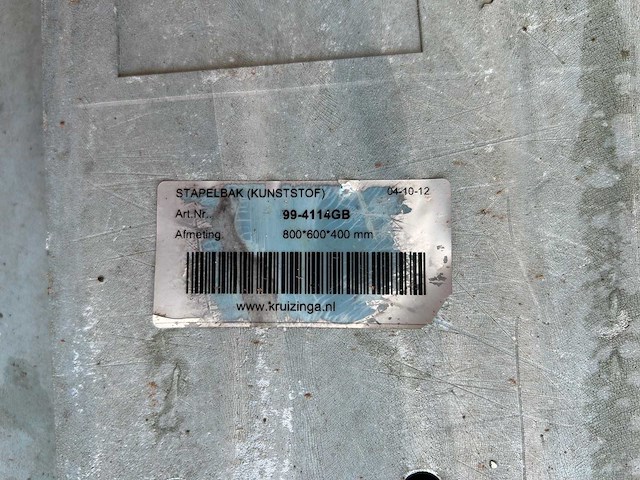 STAPELBAK (KUNSTSTOF) 04-10-12
Art.Nr. 99-4114GB
Afmeting 800*600*400 mm
www.kruizinga.nl